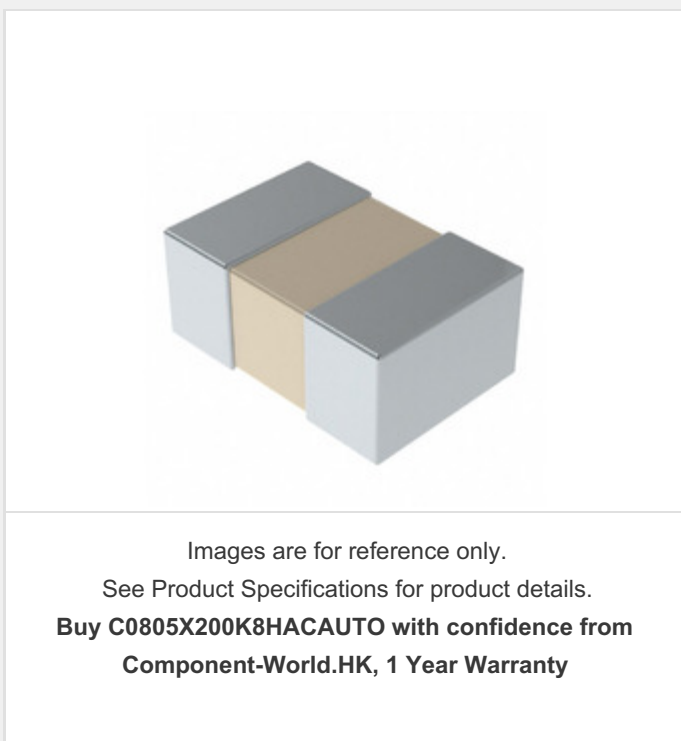 Images are for reference only.
See Product Specifications for product details.
Buy C0805X200K8HACAUTO with confidence from
Component-World.HK, 1 Year Warranty